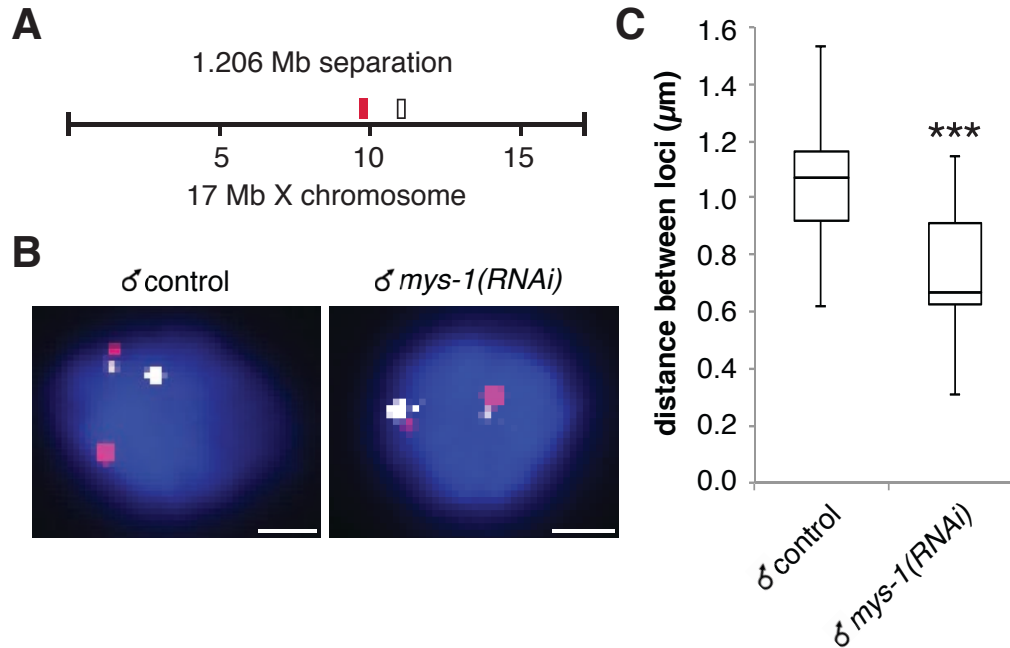 A
1.206 Mb separation
5 10 15
17 Mb X chromosome
B
♂ control
♂ mys-1(RNAi)
C
distance between loci (µm)
1.6
1.4
1.2
1.0
0.8
0.6
0.4
0.2
0.0
***
♂ control
♂ mys-1(RNAi)